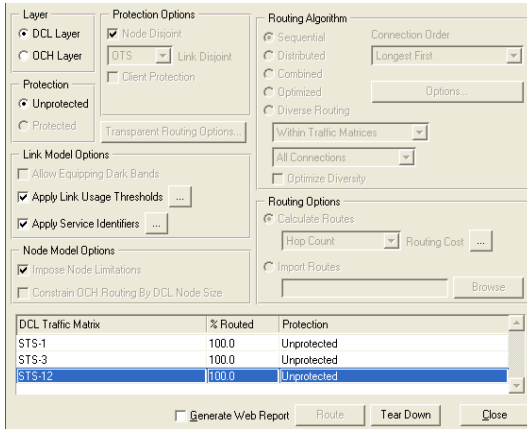 Layer
DCL Layer
OCH Layer
Protection
Unprotected
Protected
Protection Options
Node Disjoint
OTS Link Disjoint
Client Protection
Transparent Routing Options...
Link Model Options
Allow Equipping Dark Bands
Apply Link Usage Thresholds ...
Apply Service Identifiers ...
Node Model Options
Impose Node Limitations
Constrain OCH Routing By DCL Node Size
Routing Algorithm
Sequential Connection Order
Distributed Longest First
Combined
Optimized Options...
Diverse Routing
Within Traffic Matrices
All Connections
Optimize Diversity
Routing Options
Calculate Routes
Hop Count Routing Cost ...
Import Routes
Browse
DCL Traffic Matrix % Routed Protection
STS-1 100.0 Unprotected
STS-3 100.0 Unprotected
STS-12 100.0 Unprotected
Generate Web Report Route Tear Down Close